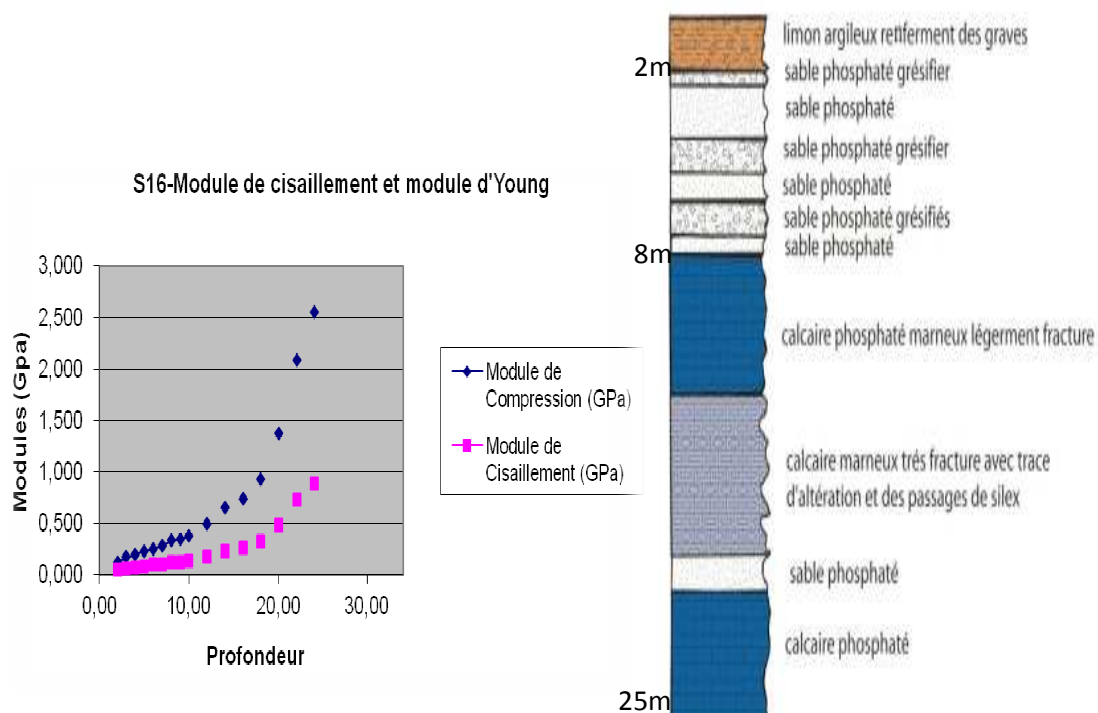 S16-Module de cisaillement et module d'Young
Modules (Gpa)
3,000
2,500
2,000
1,500
1,000
0,500
0,000
0,00
10,00
20,00
30,00
Profondeur
Module de
Compression (GPa)
Module de
Cisaillement (GPa)
2m
8m
25m
limon argileux renferment des graves
sable phosphaté grésifier
sable phosphaté
sable phosphaté grésifier
sable phosphaté
sable phosphaté grésifiés
sable phosphaté
calcaire phosphaté marneux légerment fracture
calcaire marneux trés fracture avec trace
d'altération et des passages de silex
sable phosphaté
calcaire phosphaté